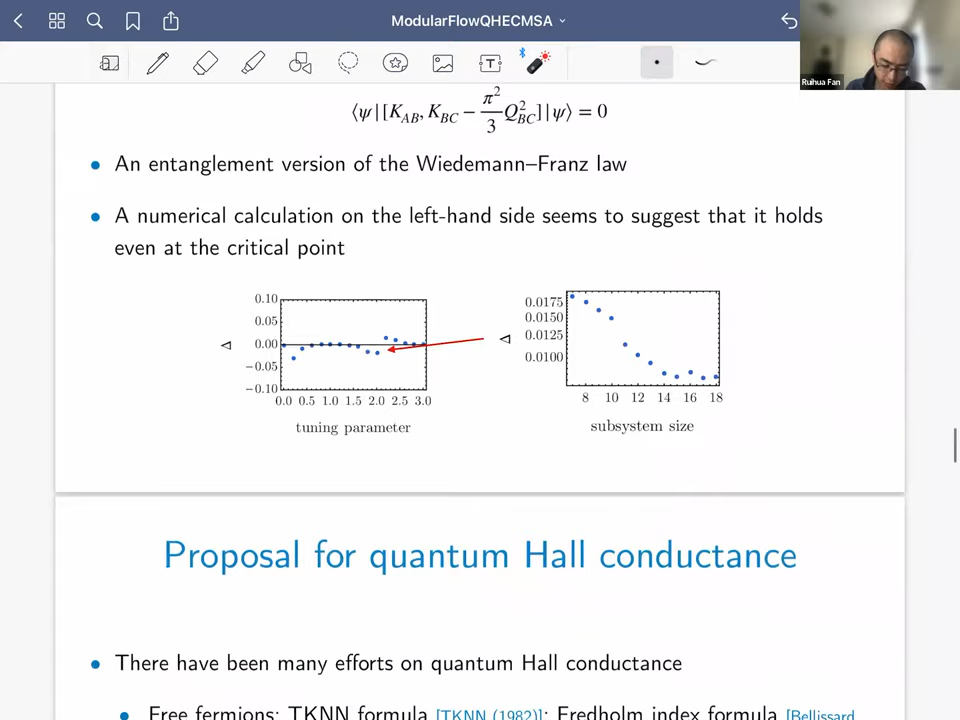 ModularFlowQHECMSA
Ruihua Fan
⟨ψ|[K_{AB}, K_{BC} − \frac{π^2}{3} Q_{BC}^2]|ψ⟩ = 0
• An entanglement version of the Wiedemann–Franz law
• A numerical calculation on the left-hand side seems to suggest that it holds
even at the critical point
0.10
0.05
0.00
−0.05
−0.10
Δ
0.0 0.5 1.0 1.5 2.0 2.5 3.0
tuning parameter
0.0175
0.0150
0.0125
0.0100
Δ
8 10 12 14 16 18
subsystem size
Proposal for quantum Hall conductance
• There have been many efforts on quantum Hall conductance
• Free fermions: TKNN formula [TKNN (1982)]; Fredholm index formula [Bellissard